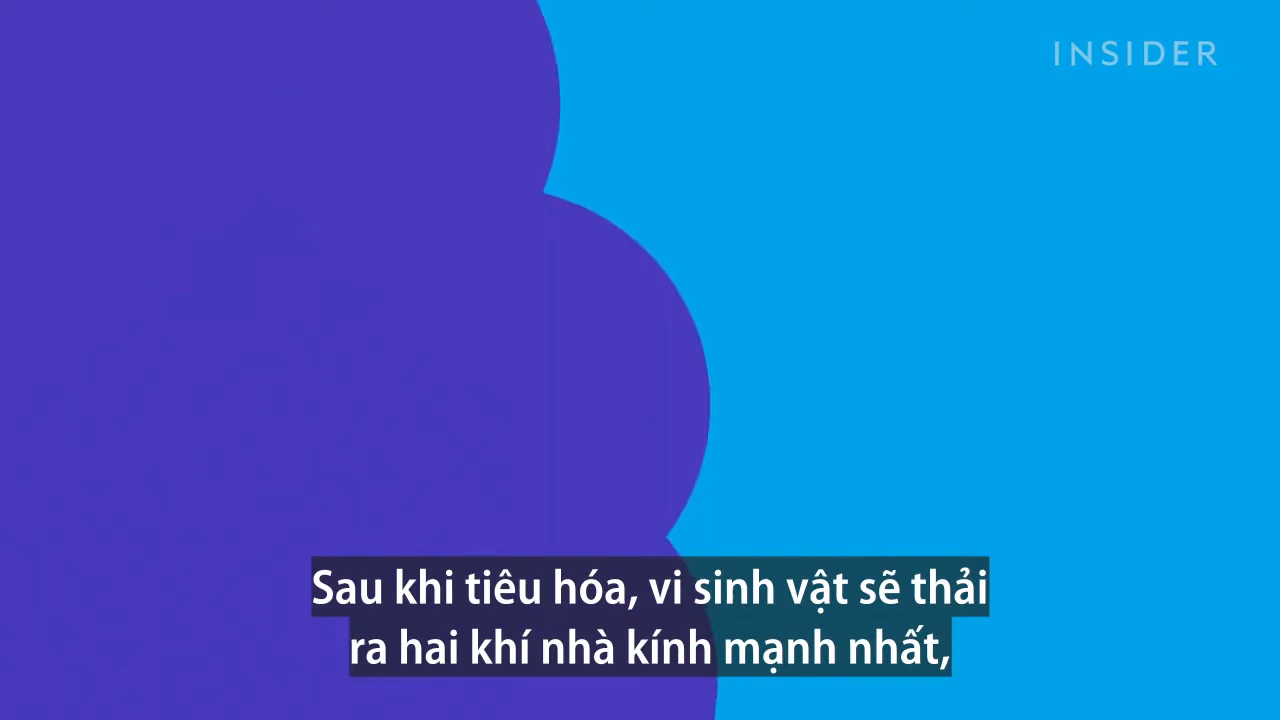 INSIDER
Sau khi tiêu hóa, vi sinh vật sẽ thải
ra hai khí nhà kính mạnh nhất,